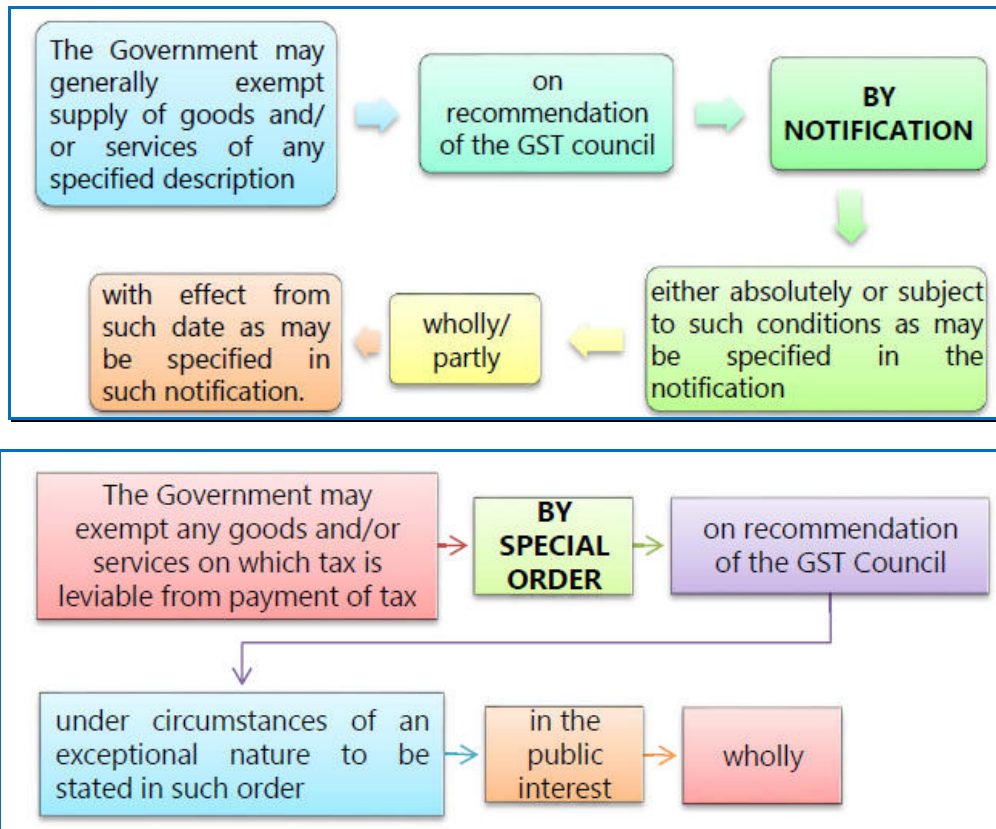 The Government may
generally exempt
supply of goods and/
or services of any
specified description
on
recommendation
of the GST council
BY
NOTIFICATION
either absolutely or subject
to such conditions as may
be specified in the
notification
wholly/
partly
with effect from
such date as may
be specified in
such notification.
The Government may
exempt any goods and/or
services on which tax is
leviable from payment of tax
BY
SPECIAL
ORDER
on recommendation
of the GST Council
under circumstances of an
exceptional nature to be
stated in such order
in the
public
interest
wholly